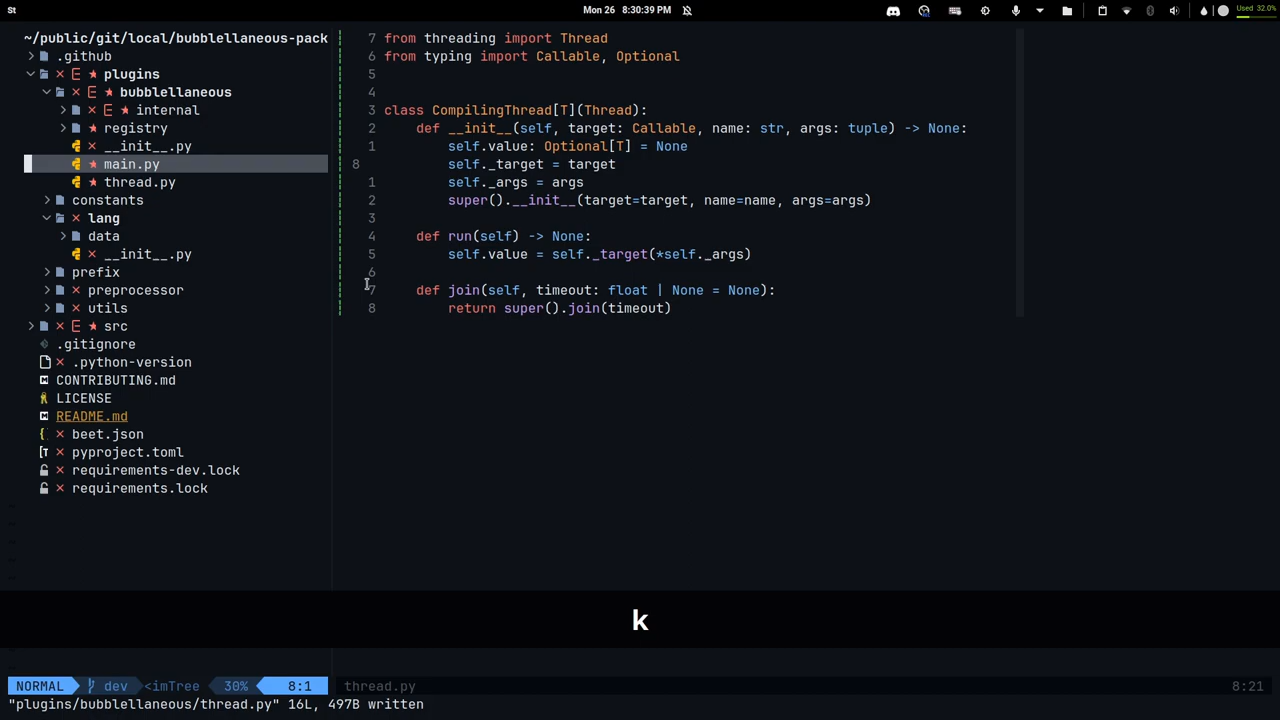 St
Mon 26 8:30:39 PM
Used 32.0%
~/public/git/local/bubblellaneous-pack
.github
plugins
bubblellaneous
internal
registry
__init__.py
main.py
thread.py
constants
lang
data
__init__.py
prefix
preprocessor
utils
src
.gitignore
.python-version
CONTRIBUTING.md
LICENSE
README.md
beet.json
pyproject.toml
requirements-dev.lock
requirements.lock
7 from threading import Thread
6 from typing import Callable, Optional
5
4
3 class CompilingThread[T](Thread):
2     def __init__(self, target: Callable, name: str, args: tuple) -> None:
1         self.value: Optional[T] = None
8         self._target = target
1         self._args = args
2         super().__init__(target=target, name=name, args=args)
3
4     def run(self) -> None:
5         self.value = self._target(*self._args)
6
7     def join(self, timeout: float | None = None):
8         return super().join(timeout)
k
NORMAL dev <imTree 30% 8:1 thread.py 8:21
"plugins/bubblellaneous/thread.py" 16L, 497B written